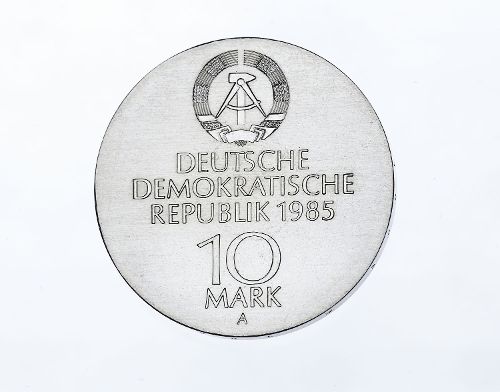 DEUTSCHE
DEMOKRATISCHE
REPUBLIK 1985
10
MARK
A